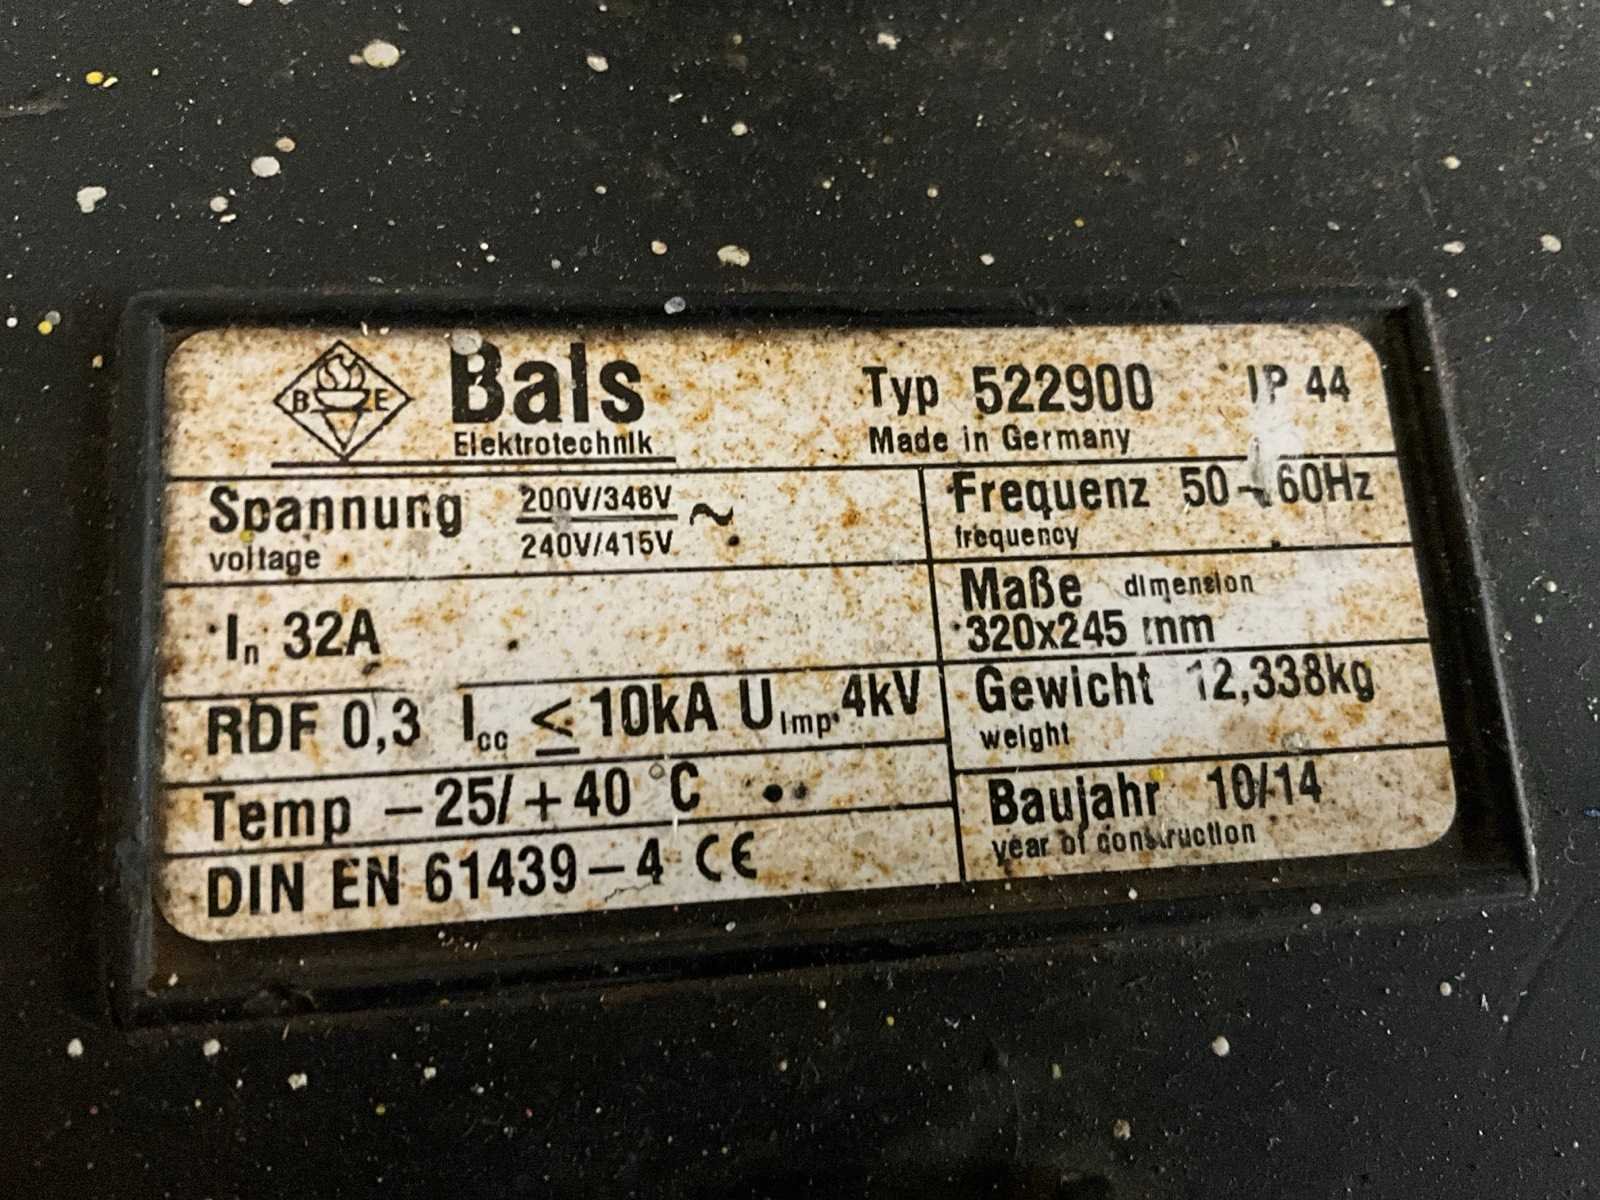 B E
Bals
Elektrotechnik
Typ 522900 IP 44
Made in Germany
Spannung 200V/346V ~
voltage 240V/415V
Frequenz 50-60Hz
frequency
In 32A
Maße dimension
320x245 mm
RDF 0,3 Icc ≤ 10kA UImp. 4kV
Gewicht 12,338kg
weight
Temp -25/+40 °C
Baujahr 10/14
year of construction
DIN EN 61439-4 CE